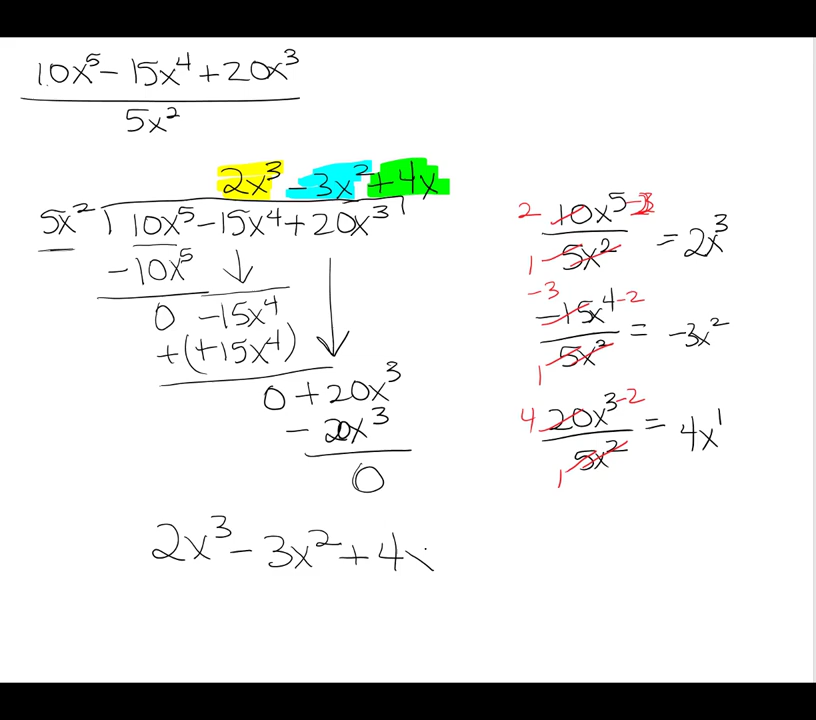 10x⁵ - 15x⁴ + 20x³
5x²
2x³ -3x² +4x
5x² 10x⁵ - 15x⁴ + 20x³
-10x⁵
0 -15x⁴
+(+15x⁴)
0 + 20x³
- 20x³
0
2x³ - 3x² + 4x
2 10x⁵⁻
1 5x² = 2x³
-3
-15x⁴⁻²
1 5x² = -3x²
4 20x³⁻²
1 5x² = 4x¹